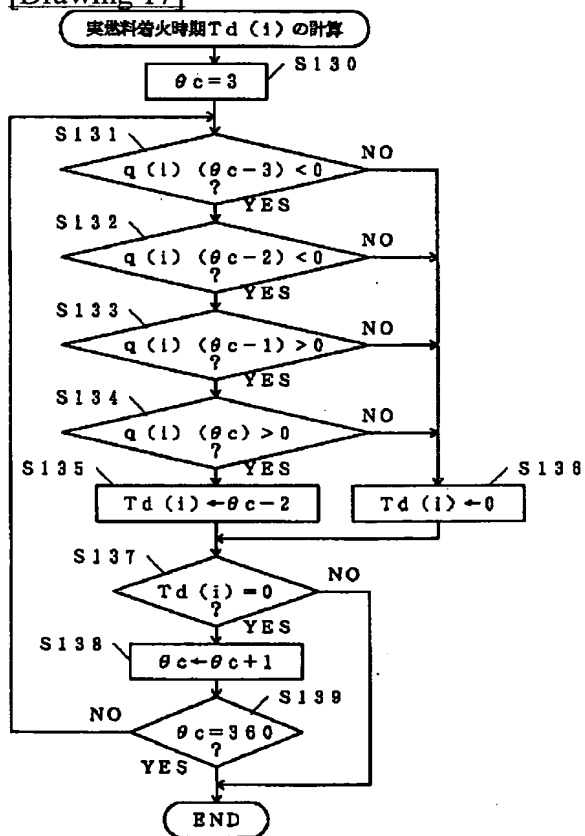 [Drawing 17]
実燃料着火時期Td(i)の計算
S130
θc=3
S131
q(i)(θc-3)<0
?
NO
YES
S132
q(i)(θc-2)<0
?
NO
YES
S133
q(i)(θc-1)>0
?
NO
YES
S134
q(i)(θc)>0
?
NO
YES
S135
Td(i)←θc-2
S136
Td(i)←0
S137
Td(i)=0
?
NO
YES
S138
θc←θc+1
S139
θc=360
?
NO
YES
END